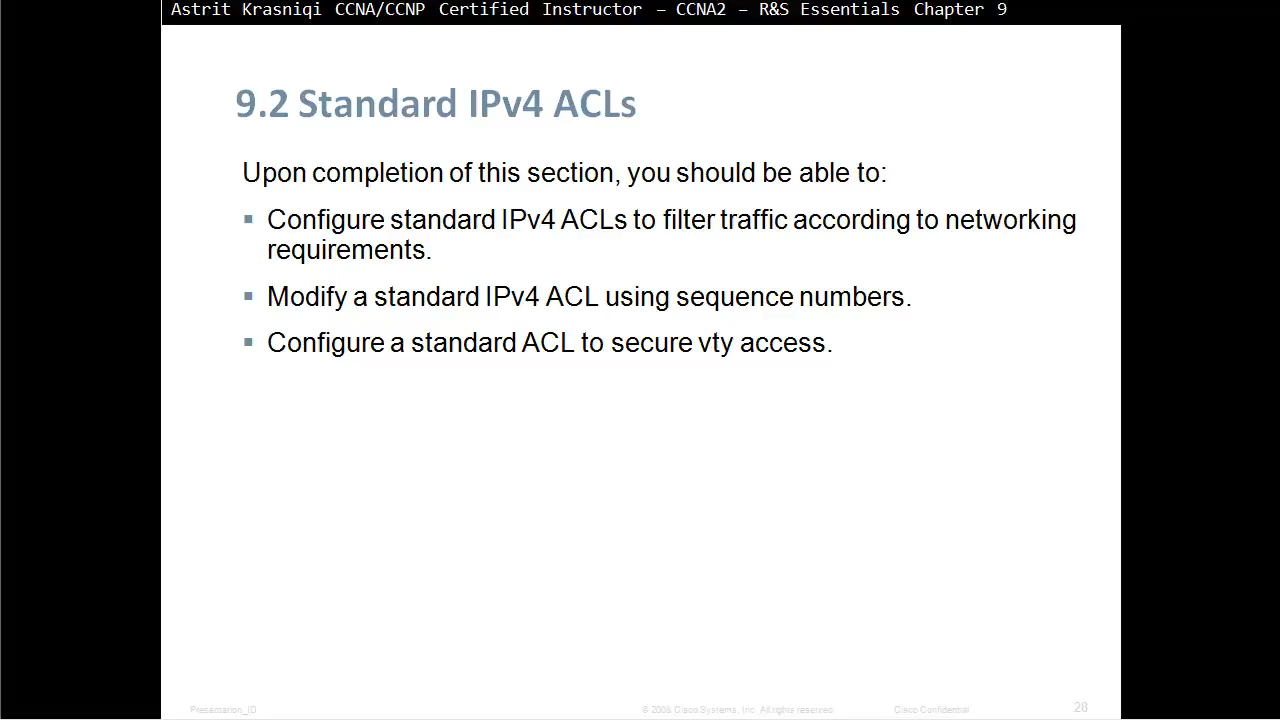 Astrit Krasniqi CCNA/CCNP Certified Instructor – CCNA2 – R&S Essentials Chapter 9
9.2 Standard IPv4 ACLs
Upon completion of this section, you should be able to:
▪ Configure standard IPv4 ACLs to filter traffic according to networking
requirements.
▪ Modify a standard IPv4 ACL using sequence numbers.
▪ Configure a standard ACL to secure vty access.
Presentation_ID
© 2008 Cisco Systems, Inc. All rights reserved.
Cisco Confidential
28